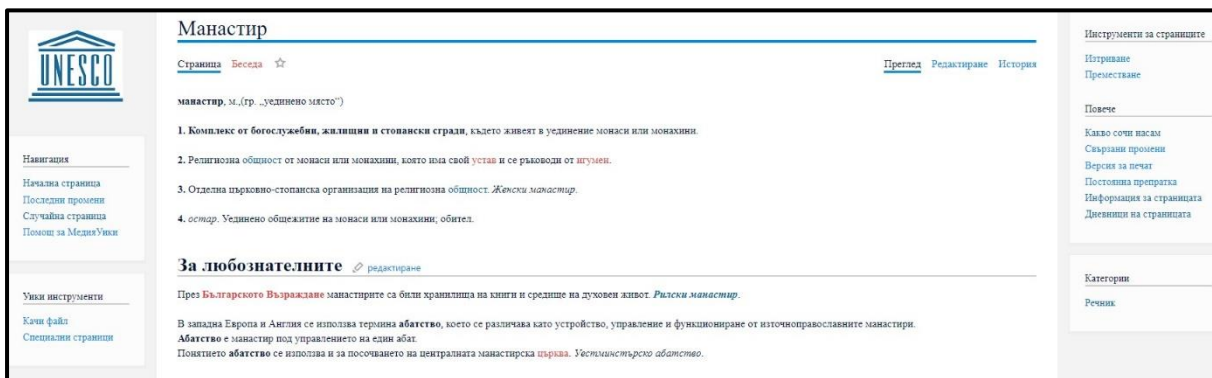 UNESCO
Навигация
Начална страница
Последни промени
Случайна страница
Помощ за МедияУики
Уики инструменти
Качи файл
Специални страници
Манастир
Страница Беседа
Преглед Редактиране История
манастир, м.,(гр. „уединено място“)
1. Комплекс от богослужебни, жилищни и стопански сгради, където живеят в уединение монаси или монахини.
2. Религиозна общност от монаси или монахини, която има свой устав и се ръководи от игумен.
3. Отделна църковно-стопанска организация на религиозна общност. Женски манастир.
4. остар. Уединено общежитие на монаси или монахини; обител.
За любознателните редактиране
През Българското Възраждане манастирите са били хранилища на книги и средище на духовен живот. Рилски манастир.
В западна Европа и Англия се използва термина абатство, което се различава като устройство, управление и функциониране от източноправославните манастири.
Абатство е манастир под управлението на един абат.
Понятието абатство се използва и за посочването на централната манастирска църква. Уестминстърско абатство.
Инструменти за страниците
Изтриване
Преместване
Повече
Какво сочи насам
Свързани промени
Версия за печат
Постоянна препратка
Информация за страницата
Дневници на страницата
Категории
Речник